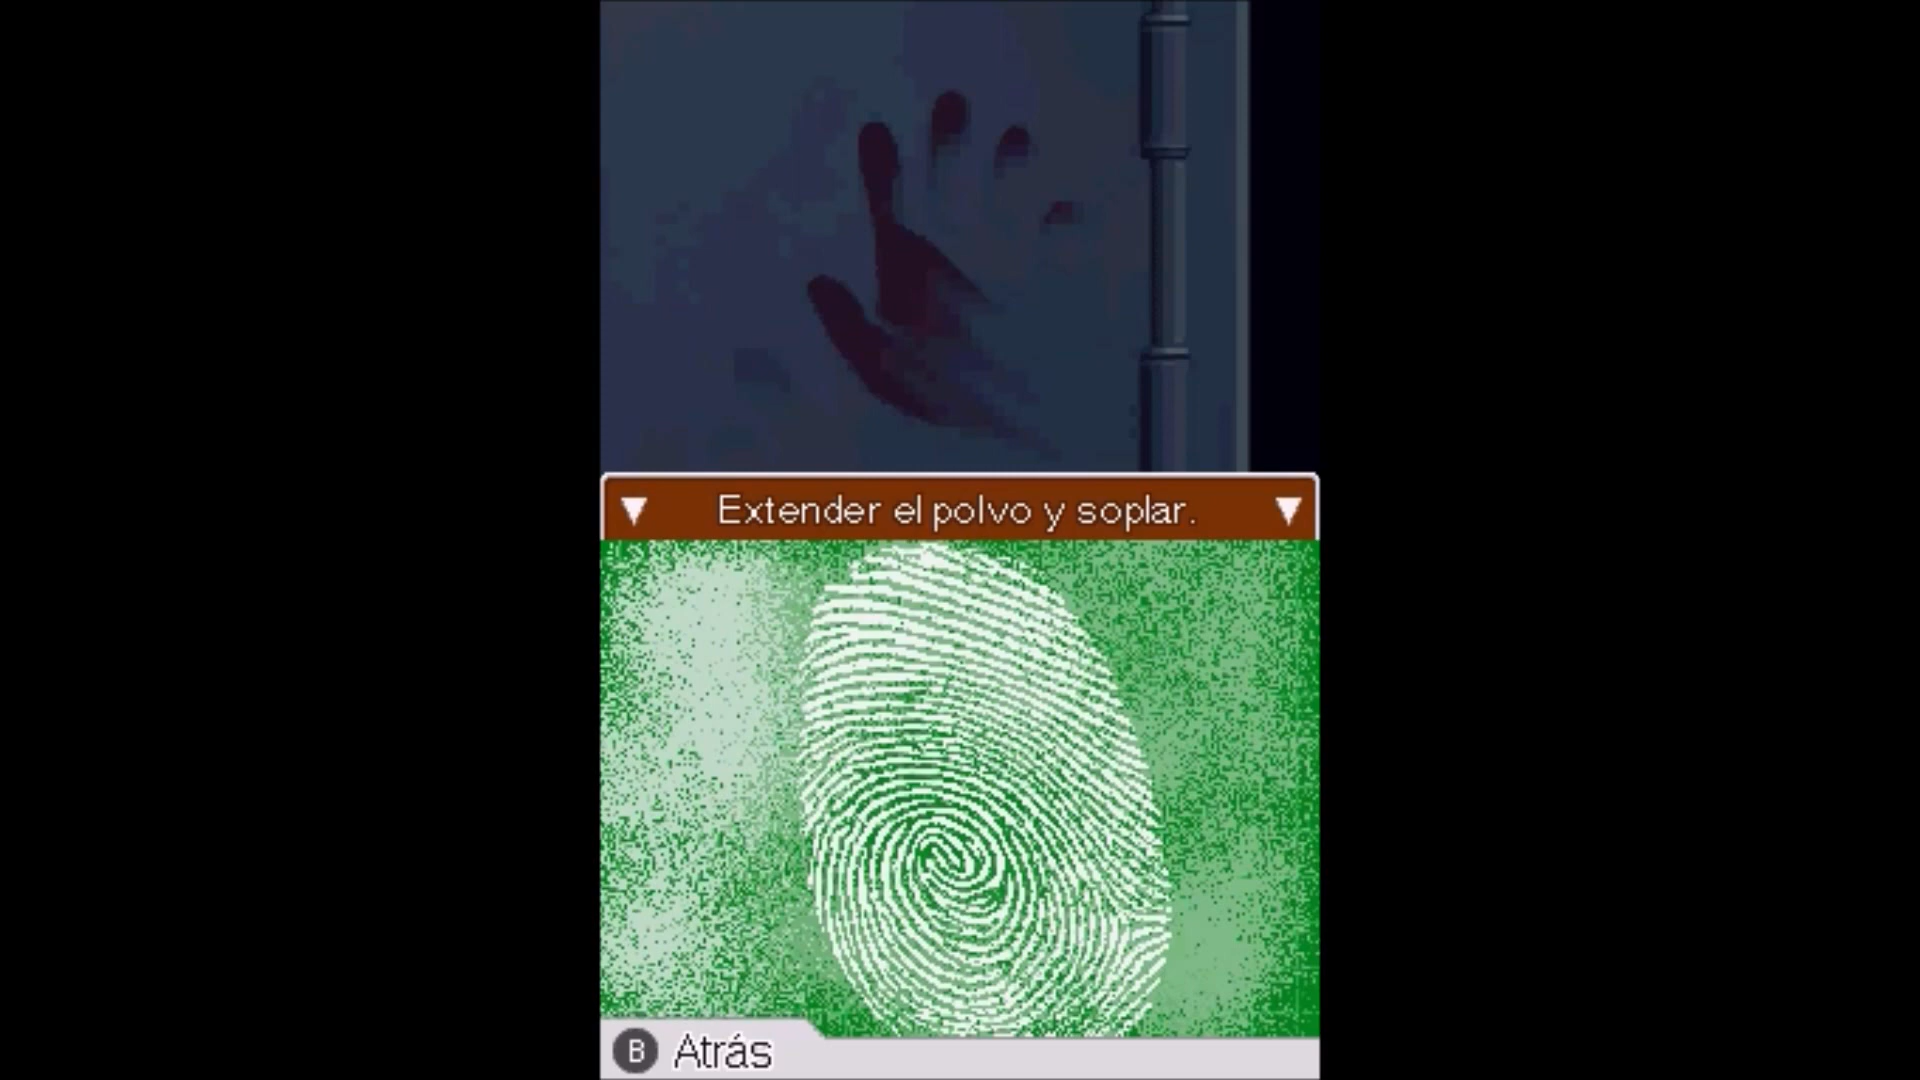 ▼ Extender el polvo y soplar. ▼
B Atrás